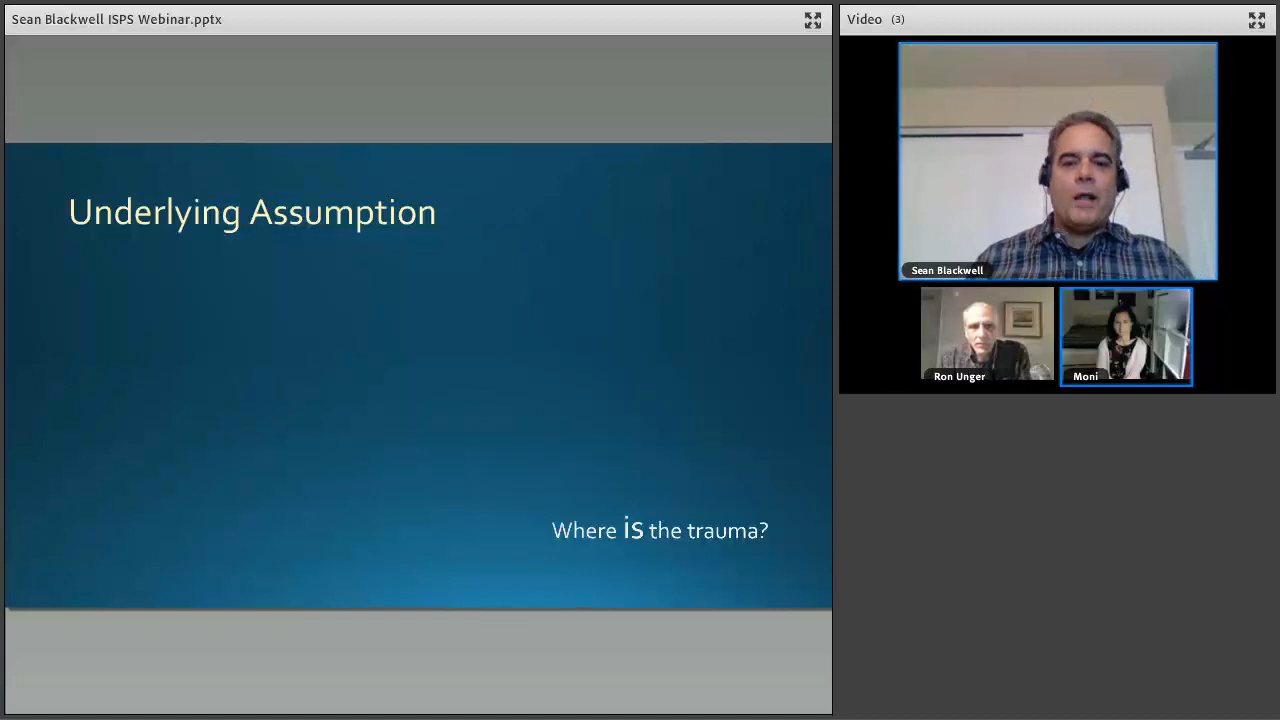 Sean Blackwell ISPS Webinar.pptx
Video (3)
Underlying Assumption
Where is the trauma?
Sean Blackwell
Ron Unger
Moni